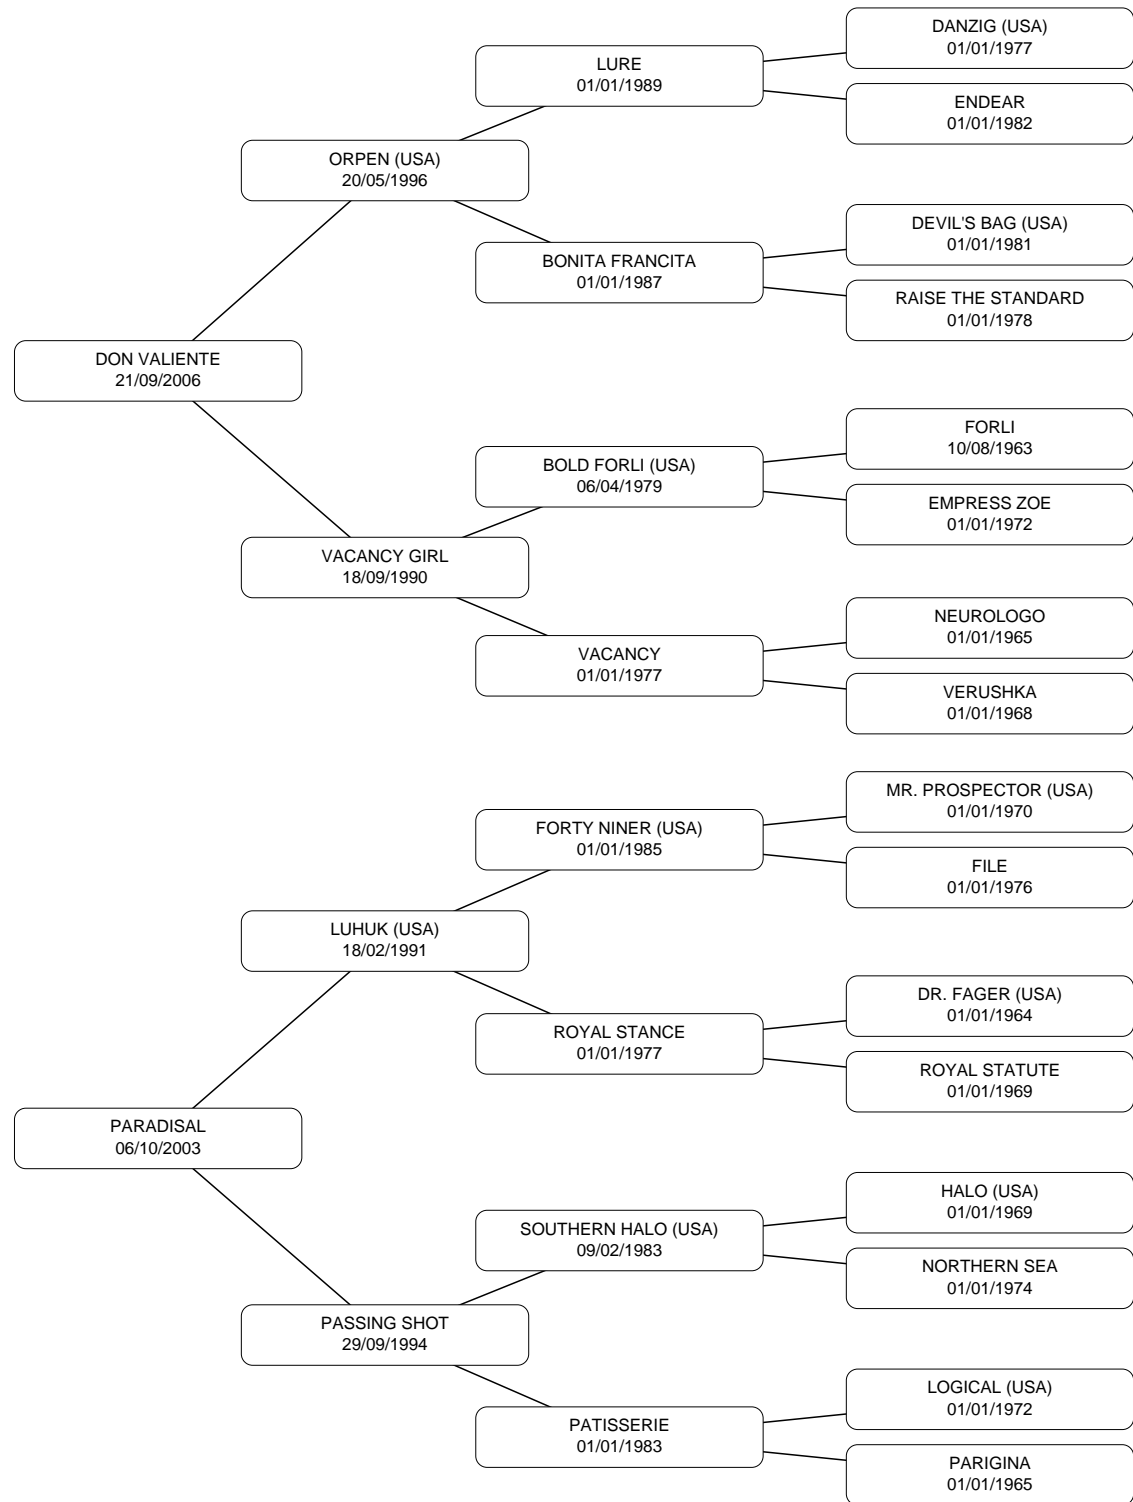 DANZIG (USA)
01/01/1977
LURE
01/01/1989
ENDEAR
01/01/1982
ORPEN (USA)
20/05/1996
DEVIL'S BAG (USA)
01/01/1981
BONITA FRANCITA
01/01/1987
RAISE THE STANDARD
01/01/1978
DON VALIENTE
21/09/2006
FORLI
10/08/1963
BOLD FORLI (USA)
06/04/1979
EMPRESS ZOE
01/01/1972
VACANCY GIRL
18/09/1990
NEUROLOGO
01/01/1965
VACANCY
01/01/1977
VERUSHKA
01/01/1968
MR. PROSPECTOR (USA)
01/01/1970
FORTY NINER (USA)
01/01/1985
FILE
01/01/1976
LUHUK (USA)
18/02/1991
DR. FAGER (USA)
01/01/1964
ROYAL STANCE
01/01/1977
ROYAL STATUTE
01/01/1969
PARADISAL
06/10/2003
HALO (USA)
01/01/1969
SOUTHERN HALO (USA)
09/02/1983
NORTHERN SEA
01/01/1974
PASSING SHOT
29/09/1994
LOGICAL (USA)
01/01/1972
PATISSERIE
01/01/1983
PARIGINA
01/01/1965